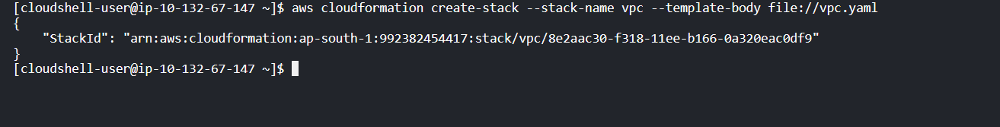 [cloudshell-user@ip-10-132-67-147 ~]$ aws cloudformation create-stack --stack-name vpc --template-body file://vpc.yaml
{
    "StackId": "arn:aws:cloudformation:ap-south-1:992382454417:stack/vpc/8e2aac30-f318-11ee-b166-0a320eac0df9"
}
[cloudshell-user@ip-10-132-67-147 ~]$